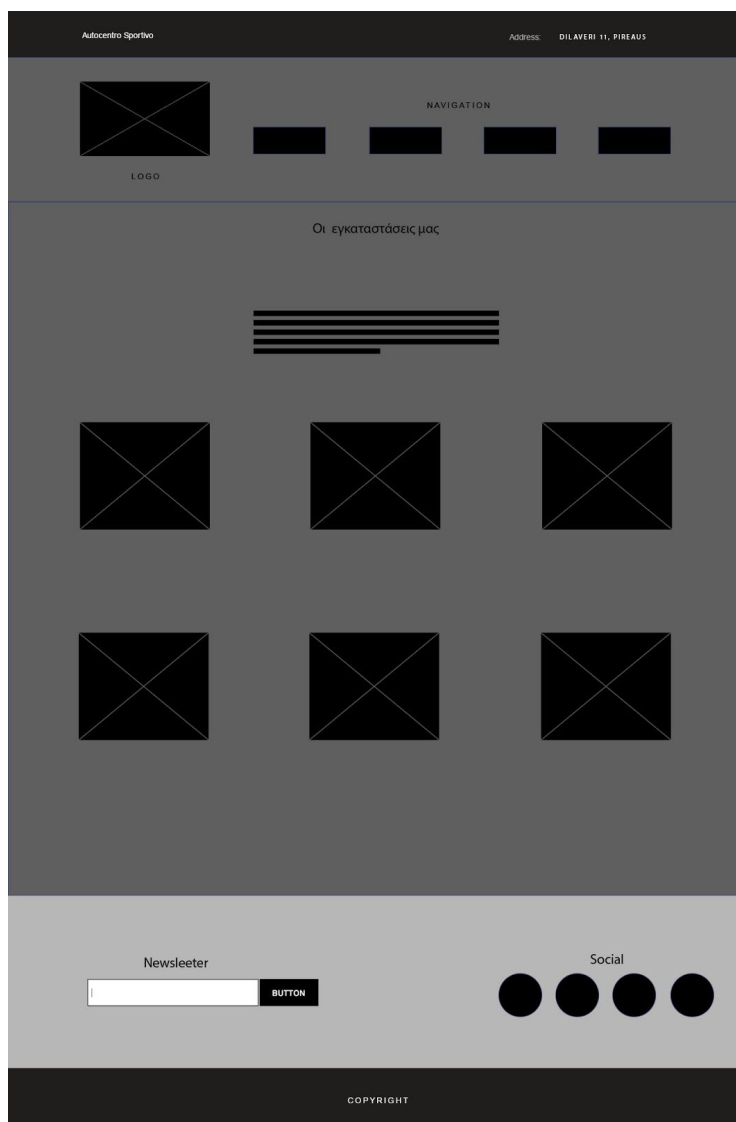 Autocentro Sportivo
Address: DILAVERI 11, PIREAUS
NAVIGATION
LOGO
Οι εγκαταστάσεις μας
Newsleeter
BUTTON
Social
COPYRIGHT